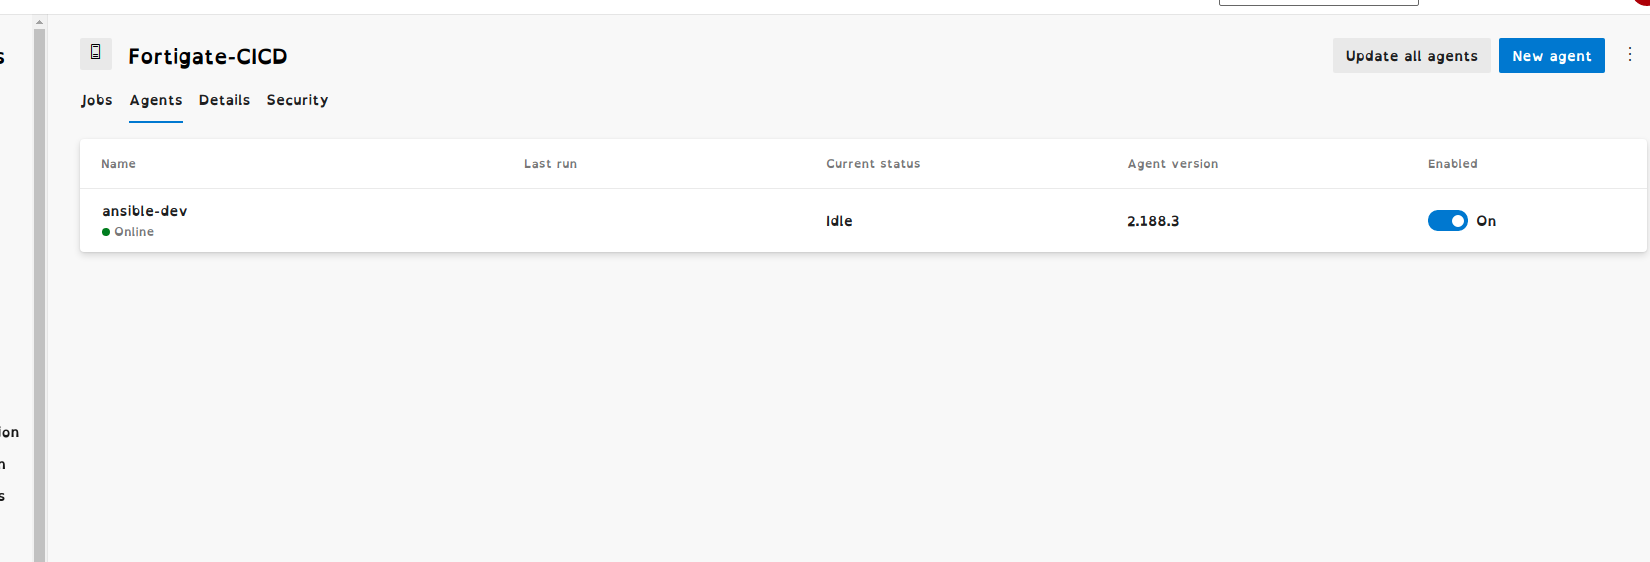 Fortigate-CICD
Update all agents
New agent
Jobs Agents Details Security
Name Last run Current status Agent version Enabled
ansible-dev
Online
Idle
2.188.3
On
ion
n
s